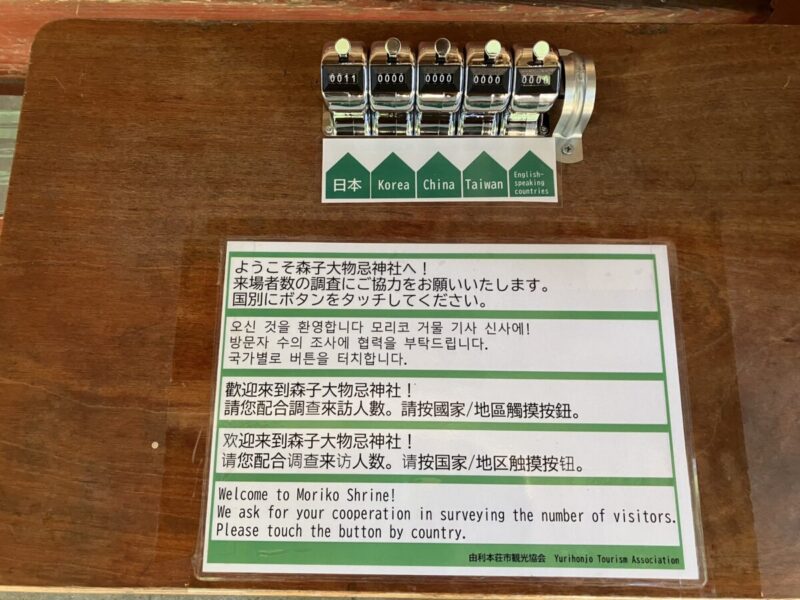 0011 0000 0000 0000 0000
日本 Korea China Taiwan English-
speaking
countries
ようこそ森子大物忌神社へ！
来場者数の調査にご協力をお願いいたします。
国別にボタンをタッチしてください。
오신 것을 환영합니다 모리코 거물 기사 신사에!
방문자 수의 조사에 협력을 부탁드립니다.
국가별로 버튼을 터치합니다.
歡迎來到森子大物忌神社！
請您配合調查來訪人數。請按國家/地區觸摸按鈕。
欢迎来到森子大物忌神社！
请您配合调查来访人数。请按国家/地区触摸按钮。
Welcome to Moriko Shrine!
We ask for your cooperation in surveying the number of visitors.
Please touch the button by country.
由利本荘市観光協会 Yurihonjo Tourism Association